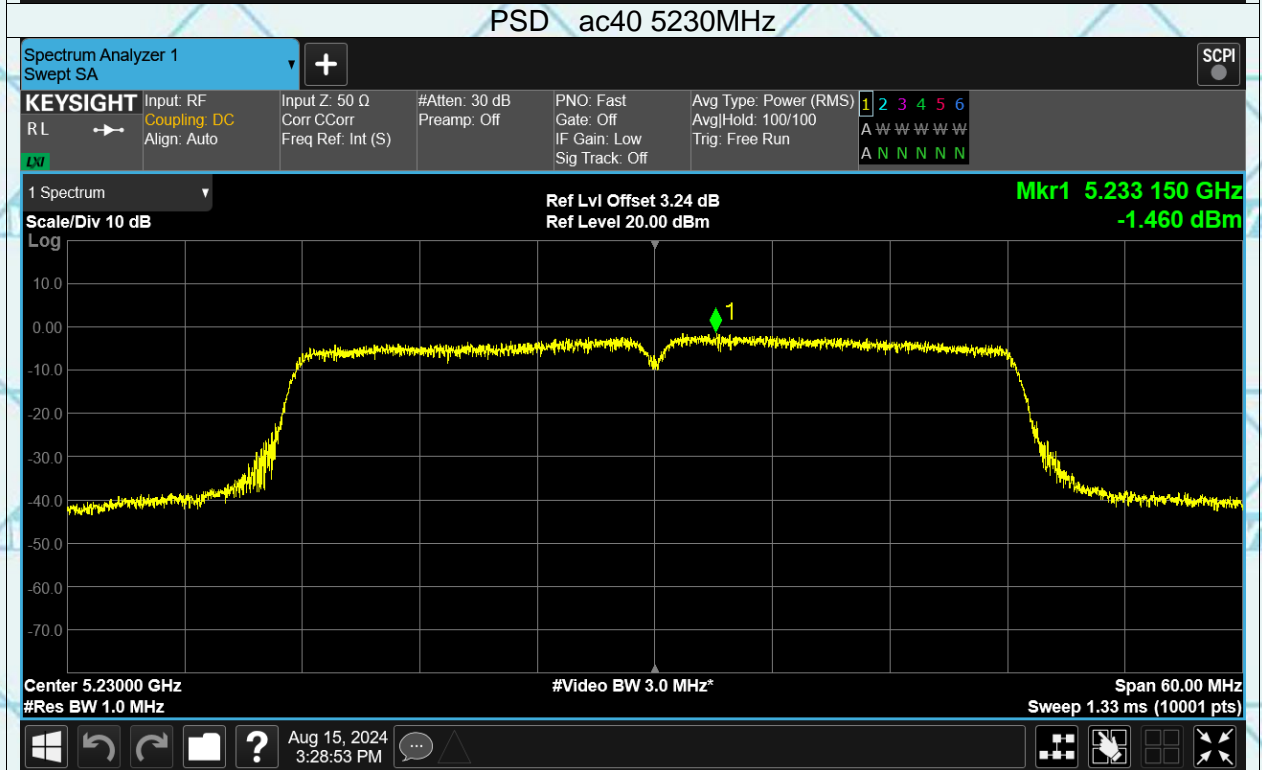 PSD ac40 5230MHz
Spectrum Analyzer 1
Swept SA
SCPI
KEYSIGHT
R L
LXI
Input: RF
Coupling: DC
Align: Auto
Input Z: 50 Ω
Corr CCorr
Freq Ref: Int (S)
#Atten: 30 dB
Preamp: Off
PNO: Fast
Gate: Off
IF Gain: Low
Sig Track: Off
Avg Type: Power (RMS)
Avg|Hold: 100/100
Trig: Free Run
1 2 3 4 5 6
A W W W W W
A N N N N N
1 Spectrum
Scale/Div 10 dB
Log
Ref Lvl Offset 3.24 dB
Ref Level 20.00 dBm
Mkr1 5.233 150 GHz
-1.460 dBm
1
10.0
0.00
-10.0
-20.0
-30.0
-40.0
-50.0
-60.0
-70.0
Center 5.23000 GHz
#Res BW 1.0 MHz
#Video BW 3.0 MHz*
Span 60.00 MHz
Sweep 1.33 ms (10001 pts)
?
Aug 15, 2024
3:28:53 PM